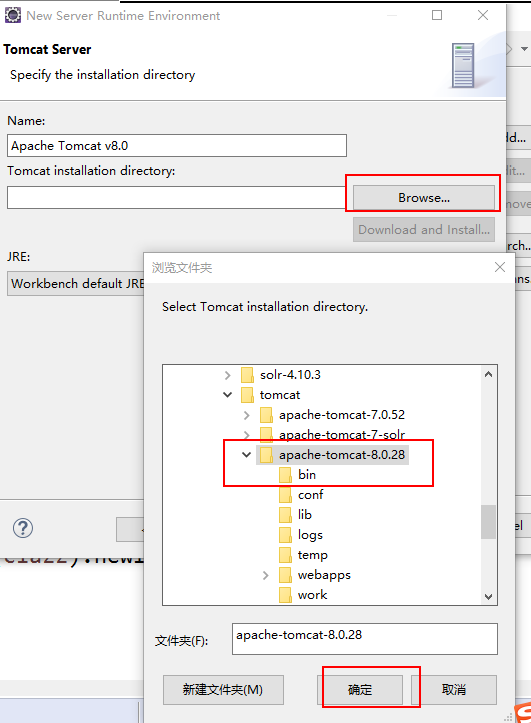 New Server Runtime Environment
Tomcat Server
Specify the installation directory
Name:
Apache Tomcat v8.0
Tomcat installation directory:
Browse...
Download and Install...
JRE:
Workbench default JRE
浏览文件夹
Select Tomcat installation directory.
solr-4.10.3
tomcat
apache-tomcat-7.0.52
apache-tomcat-7-solr
apache-tomcat-8.0.28
bin
conf
lib
logs
temp
webapps
work
文件夹(F):
apache-tomcat-8.0.28
新建文件夹(M)
确定
取消